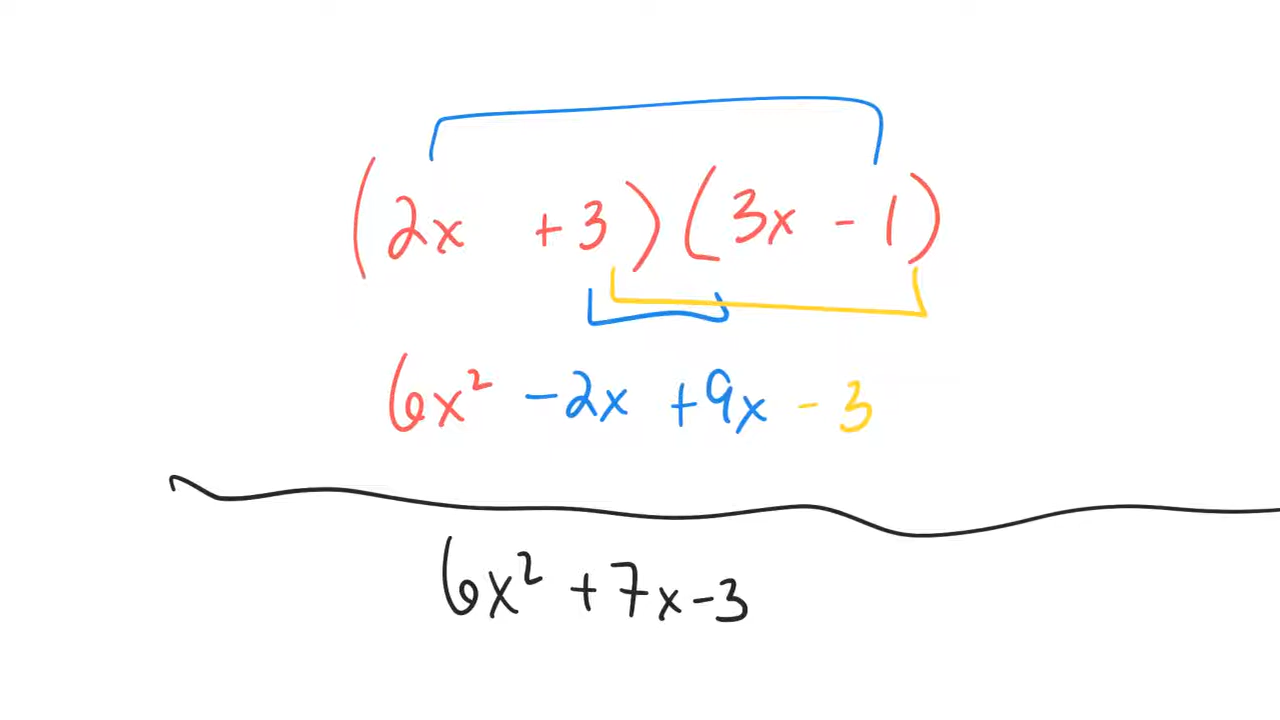 (2x +3)(3x - 1)
6x² -2x +9x - 3
6x² +7x-3